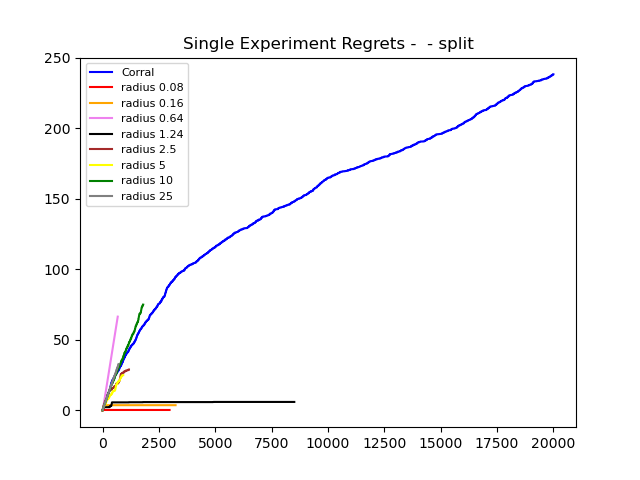 Single Experiment Regrets -  - split
250
200
150
100
50
0
Corral
radius 0.08
radius 0.16
radius 0.64
radius 1.24
radius 2.5
radius 5
radius 10
radius 25
0 2500 5000 7500 10000 12500 15000 17500 20000